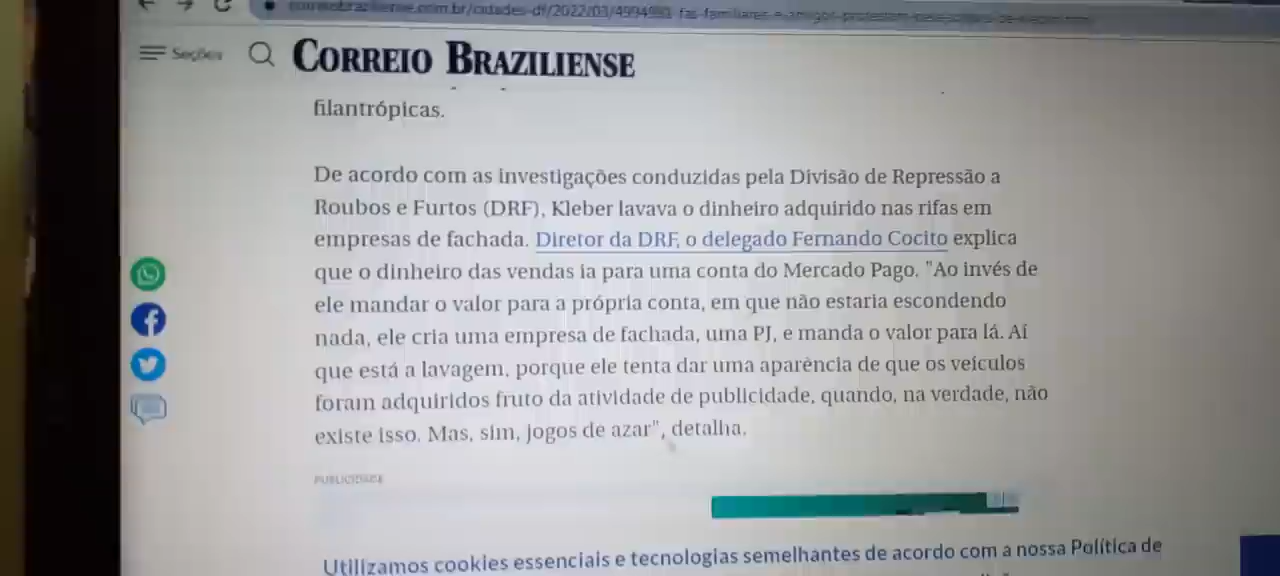 Seções
CORREIO BRAZILIENSE
filantrópicas.
De acordo com as investigações conduzidas pela Divisão de Repressão a
Roubos e Furtos (DRF), Kleber lavava o dinheiro adquirido nas rifas em
empresas de fachada. Diretor da DRF, o delegado Fernando Cocito explica
que o dinheiro das vendas ia para uma conta do Mercado Pago. "Ao invés de
ele mandar o valor para a própria conta, em que não estaria escondendo
nada, ele cria uma empresa de fachada, uma PJ, e manda o valor para lá. Aí
que está a lavagem, porque ele tenta dar uma aparência de que os veículos
foram adquiridos fruto da atividade de publicidade, quando, na verdade, não
existe isso. Mas, sim, jogos de azar", detalha.
PUBLICIDADE
Utilizamos cookies essenciais e tecnologias semelhantes de acordo com a nossa Política de